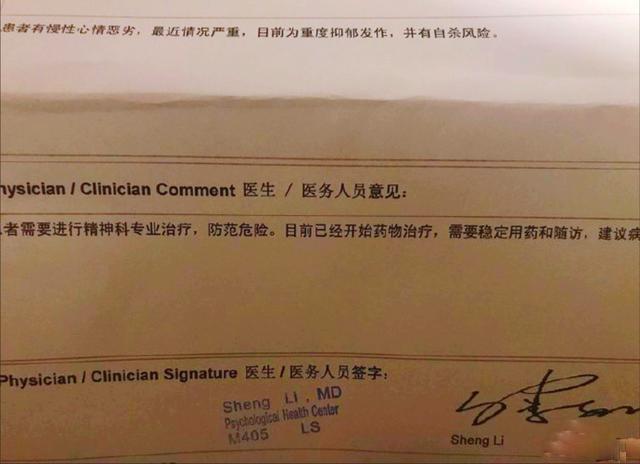 患者有慢性心情恶劣，最近情况严重，目前为重度抑郁发作，并有自杀风险。
hysician / Clinician Comment 医生 / 医务人员意见：
者需要进行精神科专业治疗，防范危险。目前已经开始药物治疗，需要稳定用药和随访，建议病
Physician / Clinician Signature 医生 / 医务人员签字：
Sheng Li, MD
Psychological Health Center
M405 LS
Sheng Li